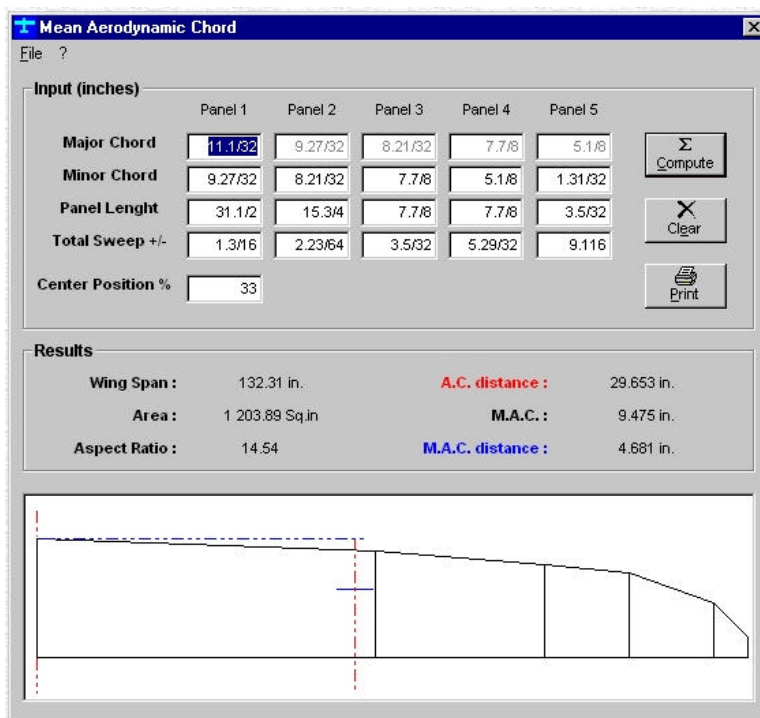 Mean Aerodynamic Chord
File ?
Input (inches)
Panel 1 Panel 2 Panel 3 Panel 4 Panel 5
Major Chord 11.1/32 9.27/32 8.21/32 7.7/8 5.1/8
Minor Chord 9.27/32 8.21/32 7.7/8 5.1/8 1.31/32
Panel Lenght 31.1/2 15.3/4 7.7/8 7.7/8 3.5/32
Total Sweep +/- 1.3/16 2.23/64 3.5/32 5.29/32 9.116
Center Position % 33
Σ
Compute
Clear
Print
Results
Wing Span : 132.31 in. A.C. distance : 29.653 in.
Area : 1 203.89 Sq.in M.A.C. : 9.475 in.
Aspect Ratio : 14.54 M.A.C. distance : 4.681 in.